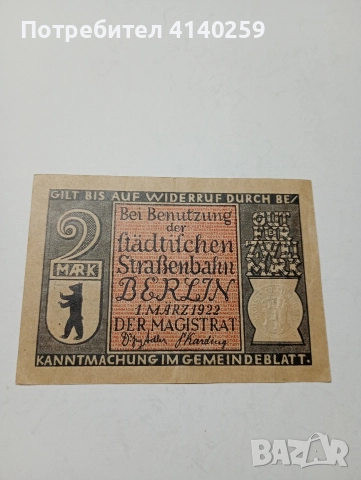 Потребител 4140259
GILT BIS AUF WIDERRUF DURCH BE/
2
MARK
Bei Benutzung
der
städtischen
Straßenbahn
BERLIN
1. MÄRZ 1922
DER MAGISTRAT
GUT
FÜR
ZWEI
MARK
KANNTMACHUNG IM GEMEINDEBLATT.
BAZAR
bg